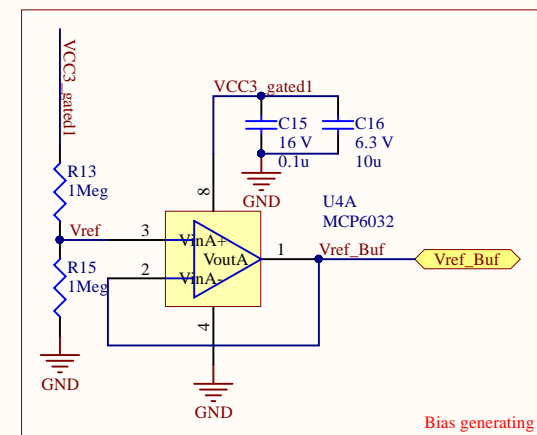 VCC3_gated1
VCC3_gated1
C15
16 V
0.1u
C16
6.3 V
10u
GND
R13
1Meg
8
U4A
MCP6032
Vref
3
VinA+
VoutA
1
Vref_Buf
Vref_Buf
2
VinA-
R15
1Meg
4
GND
GND
Bias generating